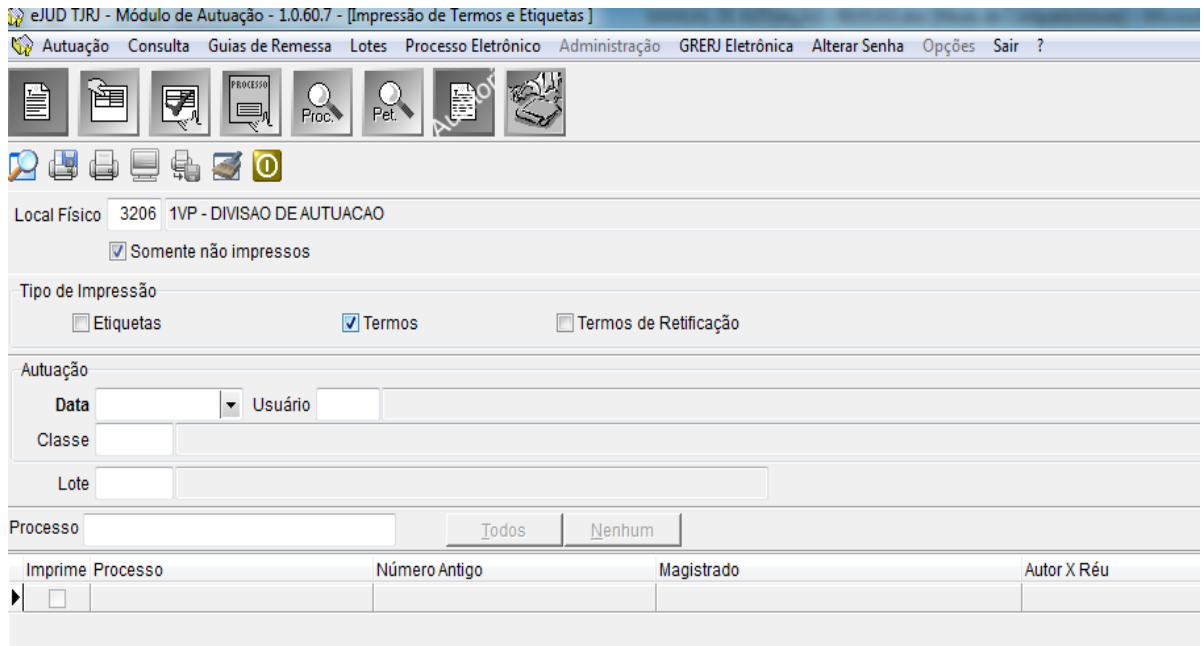 eJUD TJRJ - Módulo de Autuação - 1.0.60.7 - [Impressão de Termos e Etiquetas ]
Autuação Consulta Guias de Remessa Lotes Processo Eletrônico Administração GRERJ Eletrônica Alterar Senha Opções Sair ?
PROCESSO
Proc. Pet.
Local Físico 3206 1VP - DIVISAO DE AUTUACAO
Somente não impressos
Tipo de Impressão
Etiquetas Termos Termos de Retificação
Autuação
Data Usuário
Classe
Lote
Processo Todos Nenhum
Imprime Processo Número Antigo Magistrado Autor X Réu